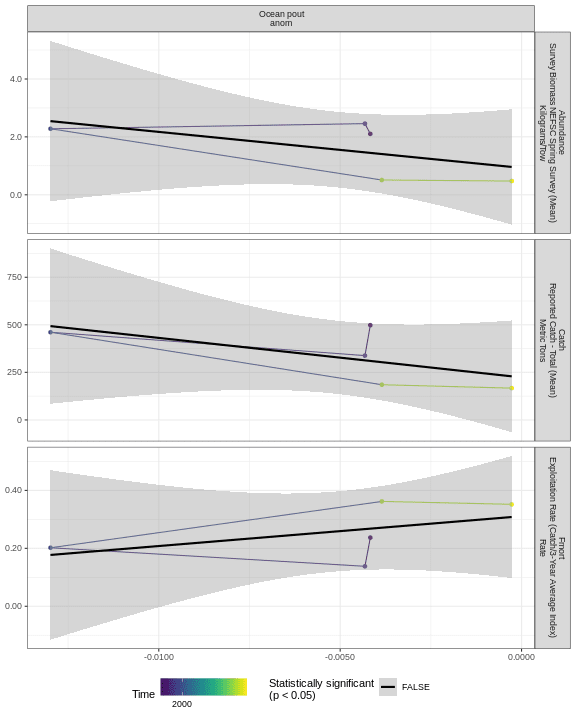 Ocean pout
anom
4.0
2.0
0.0
Abundance
Survey Biomass NEFSC Spring Survey (Mean)
Kilograms/Tow
750
500
250
0
Catch
Reported Catch - Total (Mean)
Metric Tons
0.40
0.20
0.00
Fmort
Exploitation Rate (Catch/3-Year Average Index)
Rate
-0.0100 -0.0050 0.0000
Time
2000
Statistically significant
(p < 0.05)
FALSE